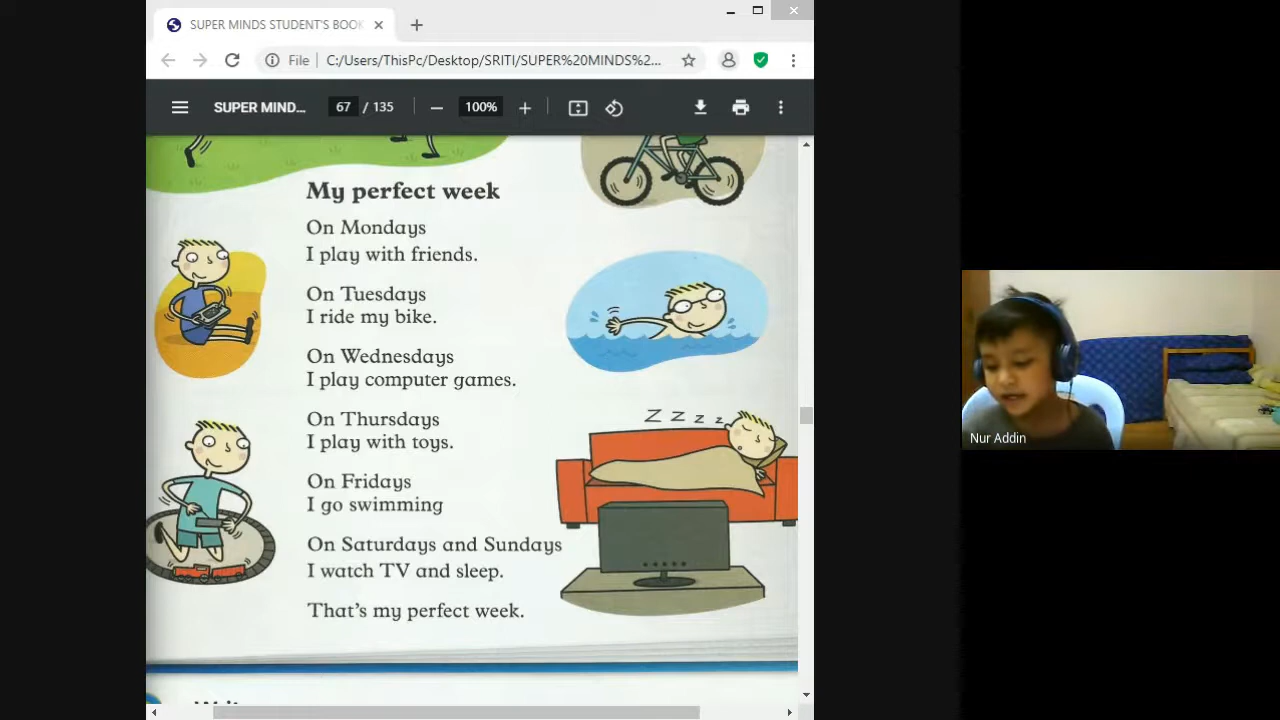 SUPER MINDS STUDENT'S BOOK
File C:/Users/ThisPc/Desktop/SRITI/SUPER%20MINDS%2...
SUPER MIND... 67 / 135 100%
My perfect week
On Mondays
I play with friends.
On Tuesdays
I ride my bike.
On Wednesdays
I play computer games.
On Thursdays
I play with toys.
On Fridays
I go swimming
On Saturdays and Sundays
I watch TV and sleep.
That's my perfect week.
Z Z Z z
Nur Addin